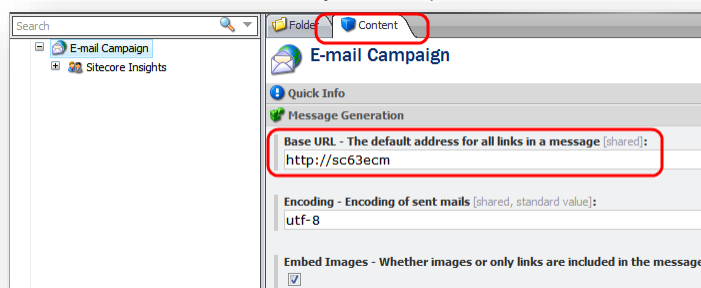 Search
Folder
Content
E-mail Campaign
Sitecore Insights
E-mail Campaign
Quick Info
Message Generation
Base URL - The default address for all links in a message [shared]:
http://sc63ecm
Encoding - Encoding of sent mails [shared, standard value]:
utf-8
Embed Images - Whether images or only links are included in the message